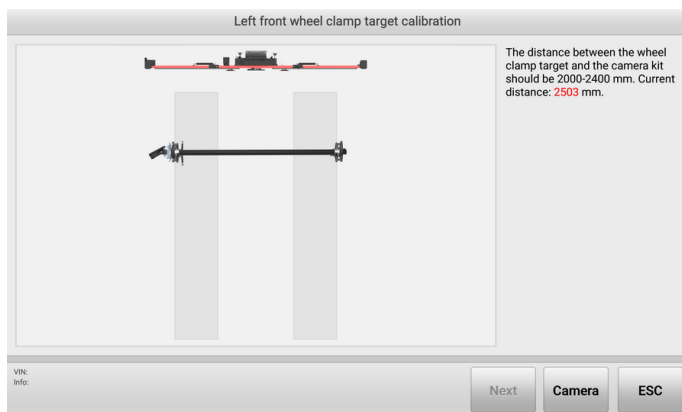 Left front wheel clamp target calibration
The distance between the wheel
clamp target and the camera kit
should be 2000-2400 mm. Current
distance: 2503 mm.
VIN:
Info:
Next
Camera
ESC